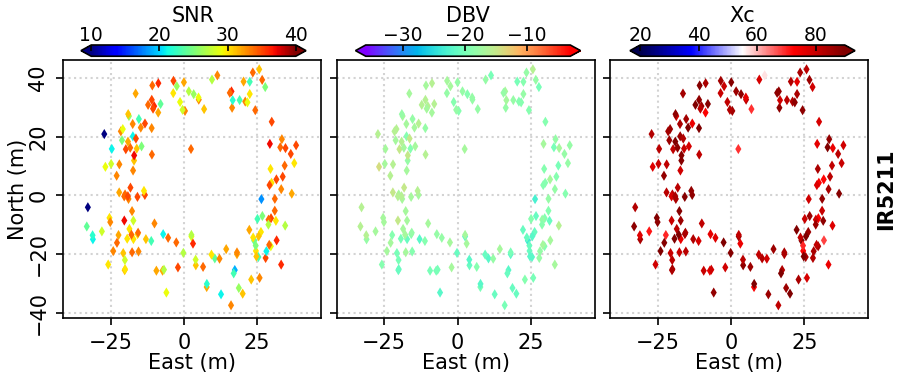 SNR DBV Xc
10 20 30 40 −30 −20 −10 20 40 60 80
40
20
0
−20
−40
North (m)
−25 0 25 −25 0 25 −25 0 25
East (m) East (m) East (m)
IR5211